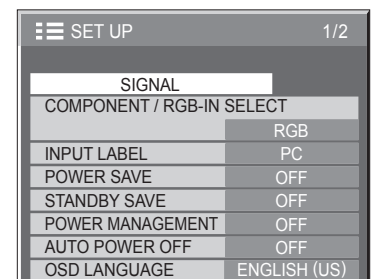 SET UP 1/2
SIGNAL
COMPONENT / RGB-IN SELECT
RGB
INPUT LABEL PC
POWER SAVE OFF
STANDBY SAVE OFF
POWER MANAGEMENT OFF
AUTO POWER OFF OFF
OSD LANGUAGE ENGLISH (US)